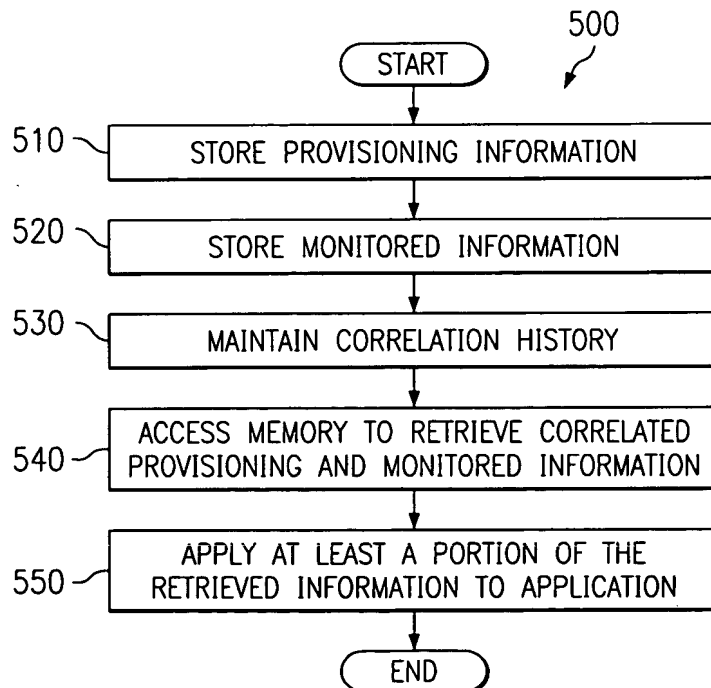 500
START
510
STORE PROVISIONING INFORMATION
520
STORE MONITORED INFORMATION
530
MAINTAIN CORRELATION HISTORY
540
ACCESS MEMORY TO RETRIEVE CORRELATED
PROVISIONING AND MONITORED INFORMATION
550
APPLY AT LEAST A PORTION OF THE
RETRIEVED INFORMATION TO APPLICATION
END